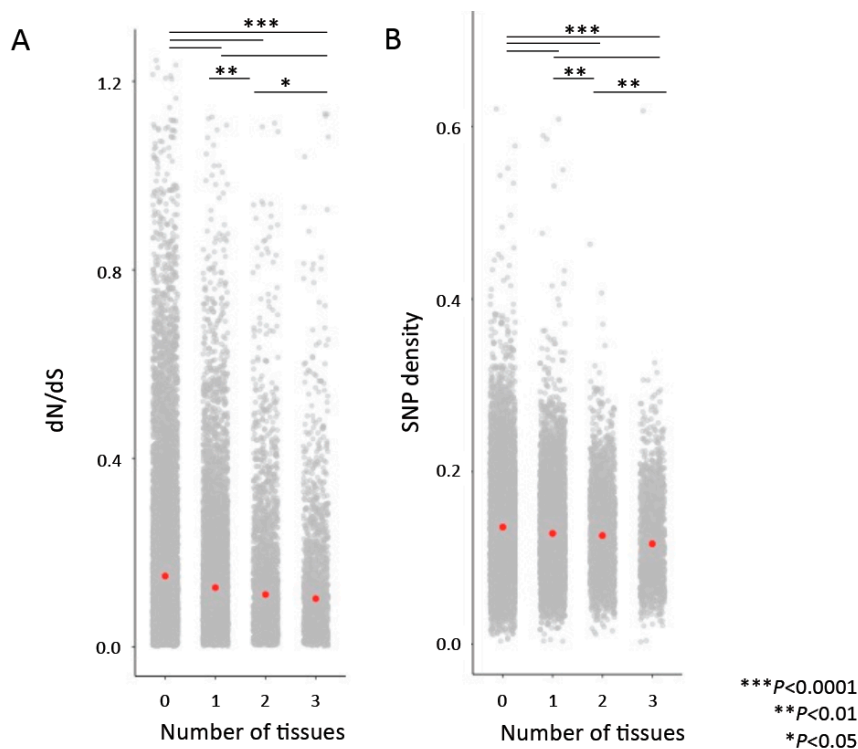 A
B
***
**
*
***
**
**
1.2
0.8
0.4
0.0
dN/dS
0
1
2
3
Number of tissues
0.6
0.4
0.2
0.0
SNP density
0
1
2
3
Number of tissues
***P<0.0001
**P<0.01
*P<0.05